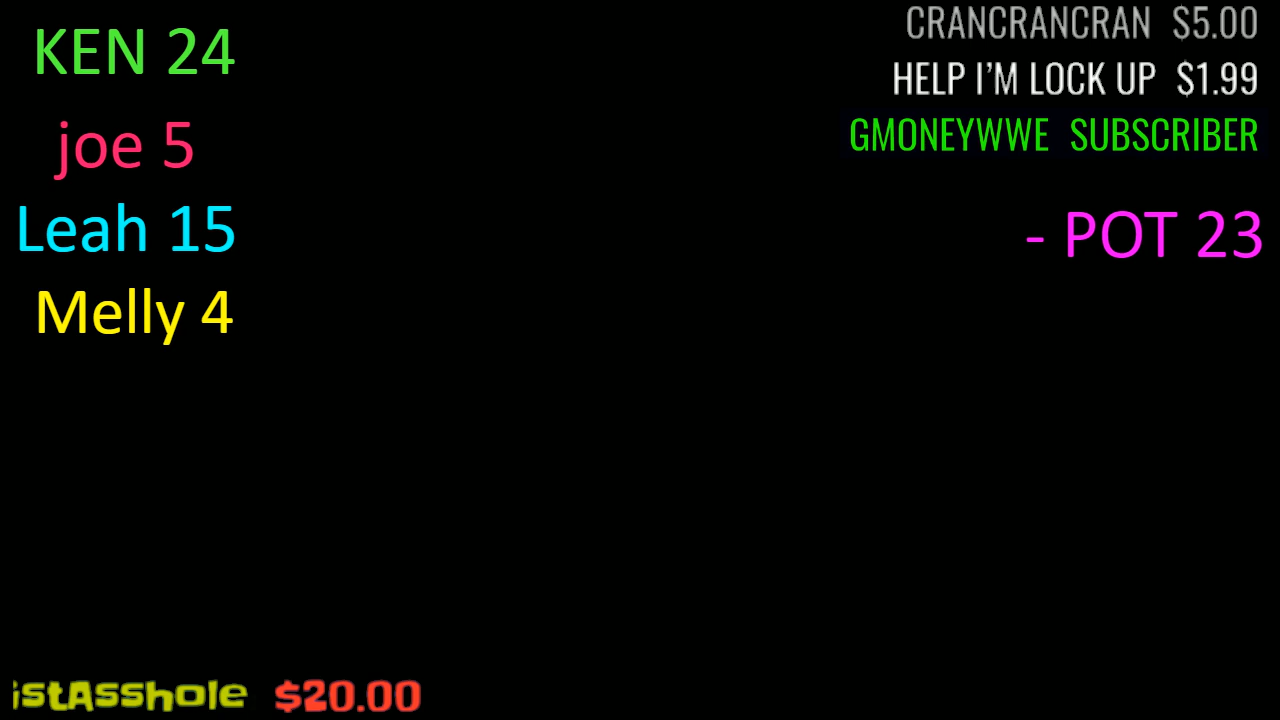 KEN 24
joe 5
Leah 15
Melly 4
CRANCRANCRAN $5.00
HELP I’M LOCK UP $1.99
GMONEYWWE SUBSCRIBER
- POT 23
istAsshole $20.00